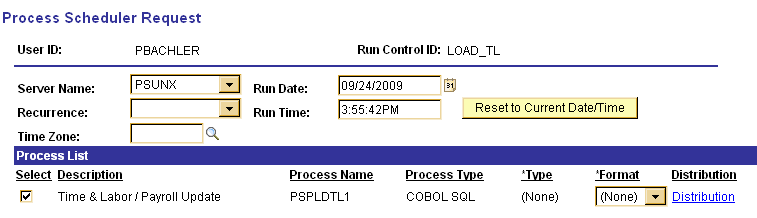 Process Scheduler Request
User ID: PBACHLER Run Control ID: LOAD_TL
Server Name: PSUNX Run Date: 09/24/2009 31
Recurrence: Run Time: 3:55:42PM Reset to Current Date/Time
Time Zone:
Process List
Select Description Process Name Process Type *Type *Format Distribution
Time & Labor / Payroll Update PSPLDTL1 COBOL SQL (None) (None) Distribution